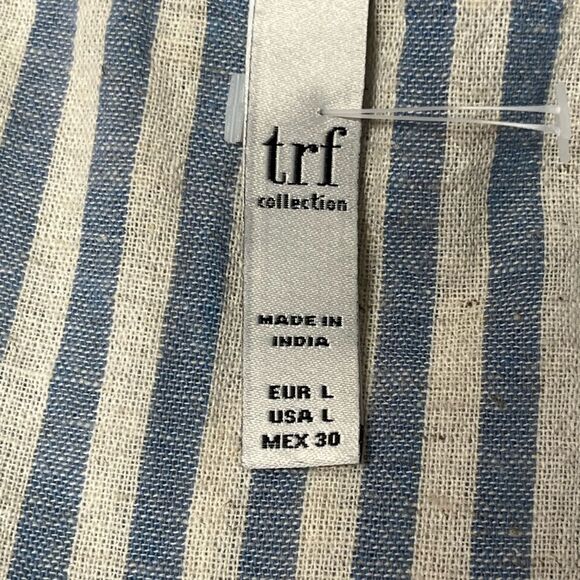 trf
collection
MADE IN
INDIA
EUR L
USA L
MEX 30